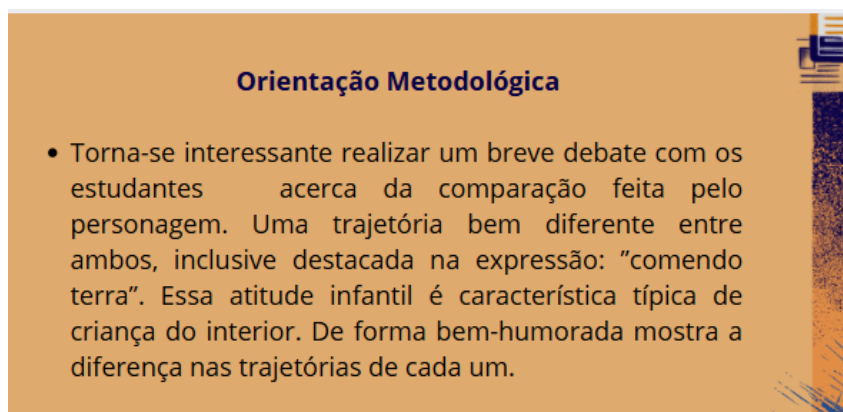 Orientação Metodológica
• Torna-se interessante realizar um breve debate com os
estudantes acerca da comparação feita pelo
personagem. Uma trajetória bem diferente entre
ambos, inclusive destacada na expressão: ”comendo
terra”. Essa atitude infantil é característica típica de
criança do interior. De forma bem-humorada mostra a
diferença nas trajetórias de cada um.